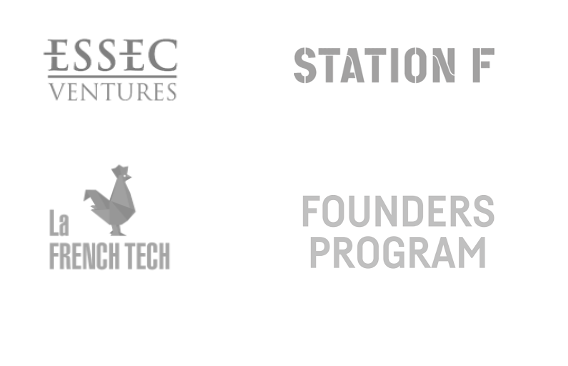 ESSEC
VENTURES
STATION F
La
FRENCH TECH
FOUNDERS
PROGRAM